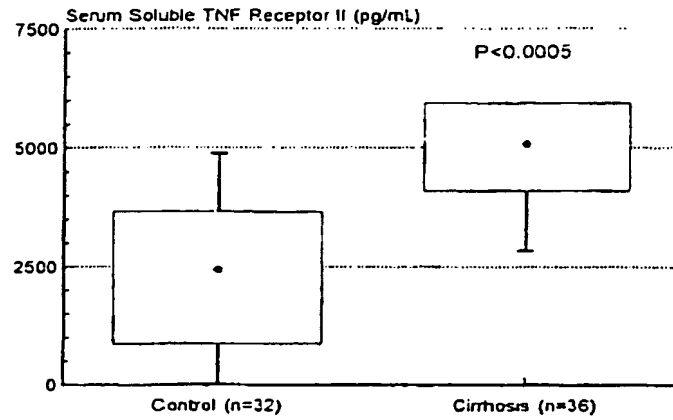 Serum Soluble TNF Receptor II (pg/mL)
7500
P<0.0005
5000
2500
0
Control (n=32)
Cirrhosis (n=36)